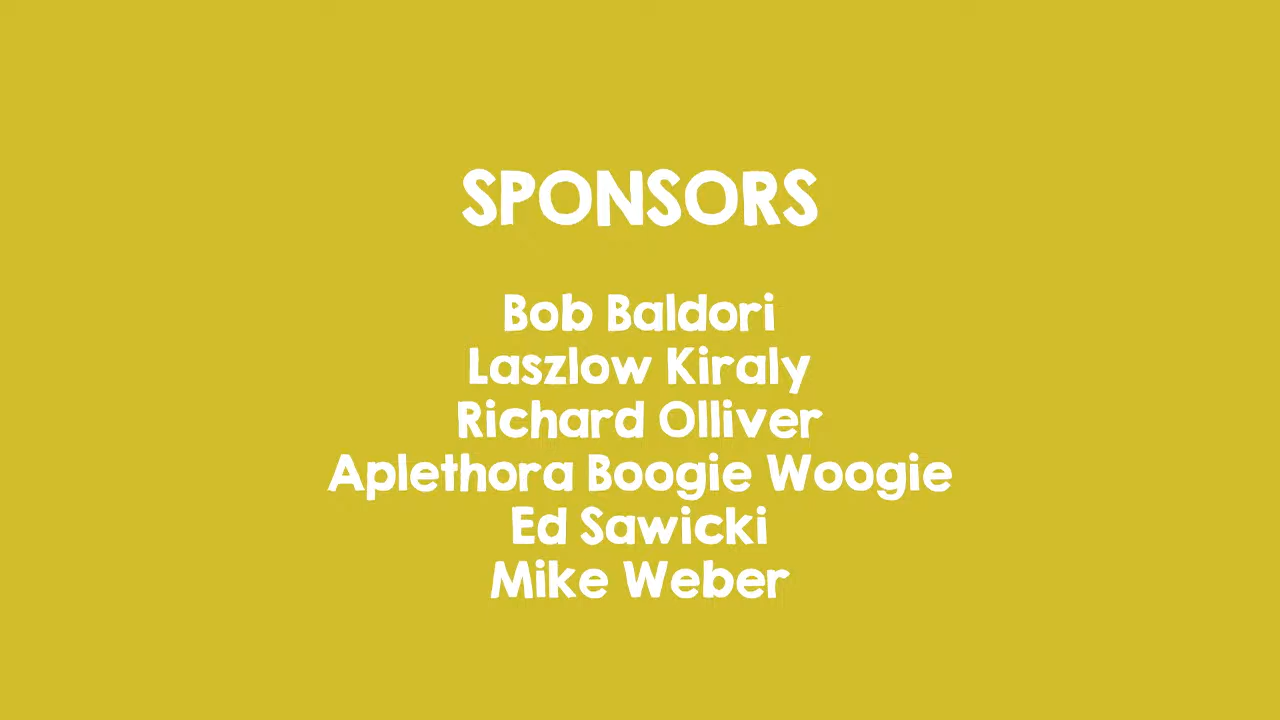 SPONSORS
Bob Baldori
Laszlow Kiraly
Richard Olliver
Aplethora Boogie Woogie
Ed Sawicki
Mike Weber